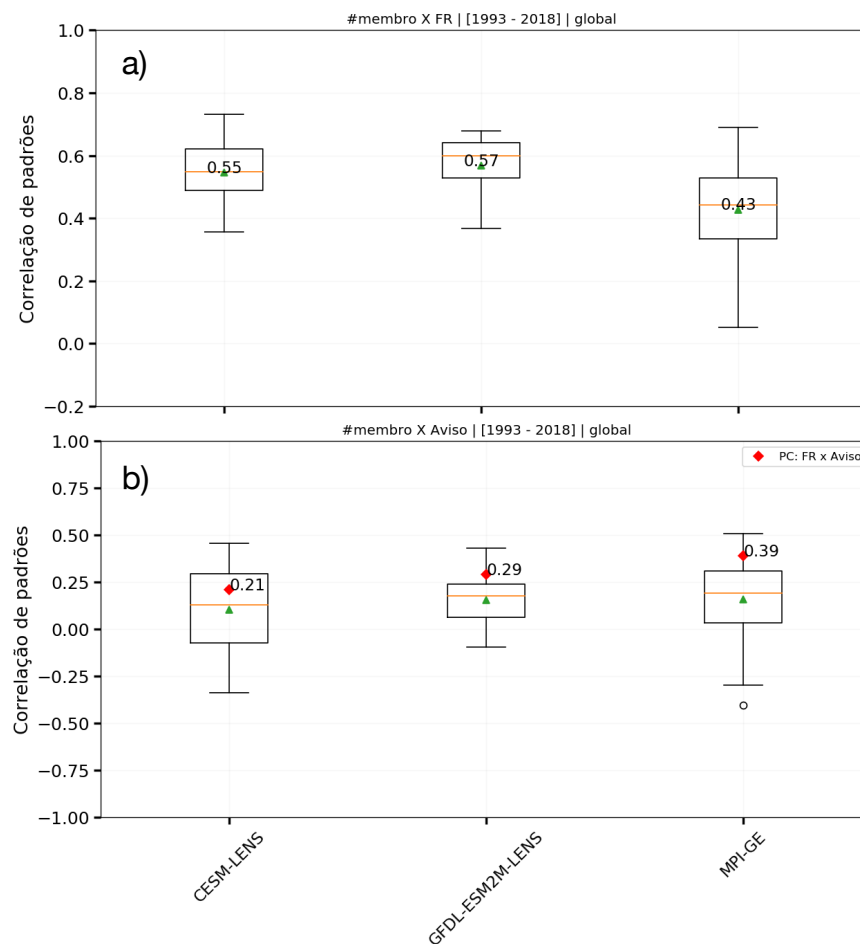 #membro X FR | [1993 - 2018] | global
a)
Correlação de padrões
1.0
0.8
0.6
0.4
0.2
0.0
−0.2
0.55
0.57
0.43
#membro X Aviso | [1993 - 2018] | global
b)
PC: FR x Aviso
Correlação de padrões
1.00
0.75
0.50
0.25
0.00
−0.25
−0.50
−0.75
−1.00
0.21
0.29
0.39
CESM-LENS
GFDL-ESM2M-LENS
MPI-GE